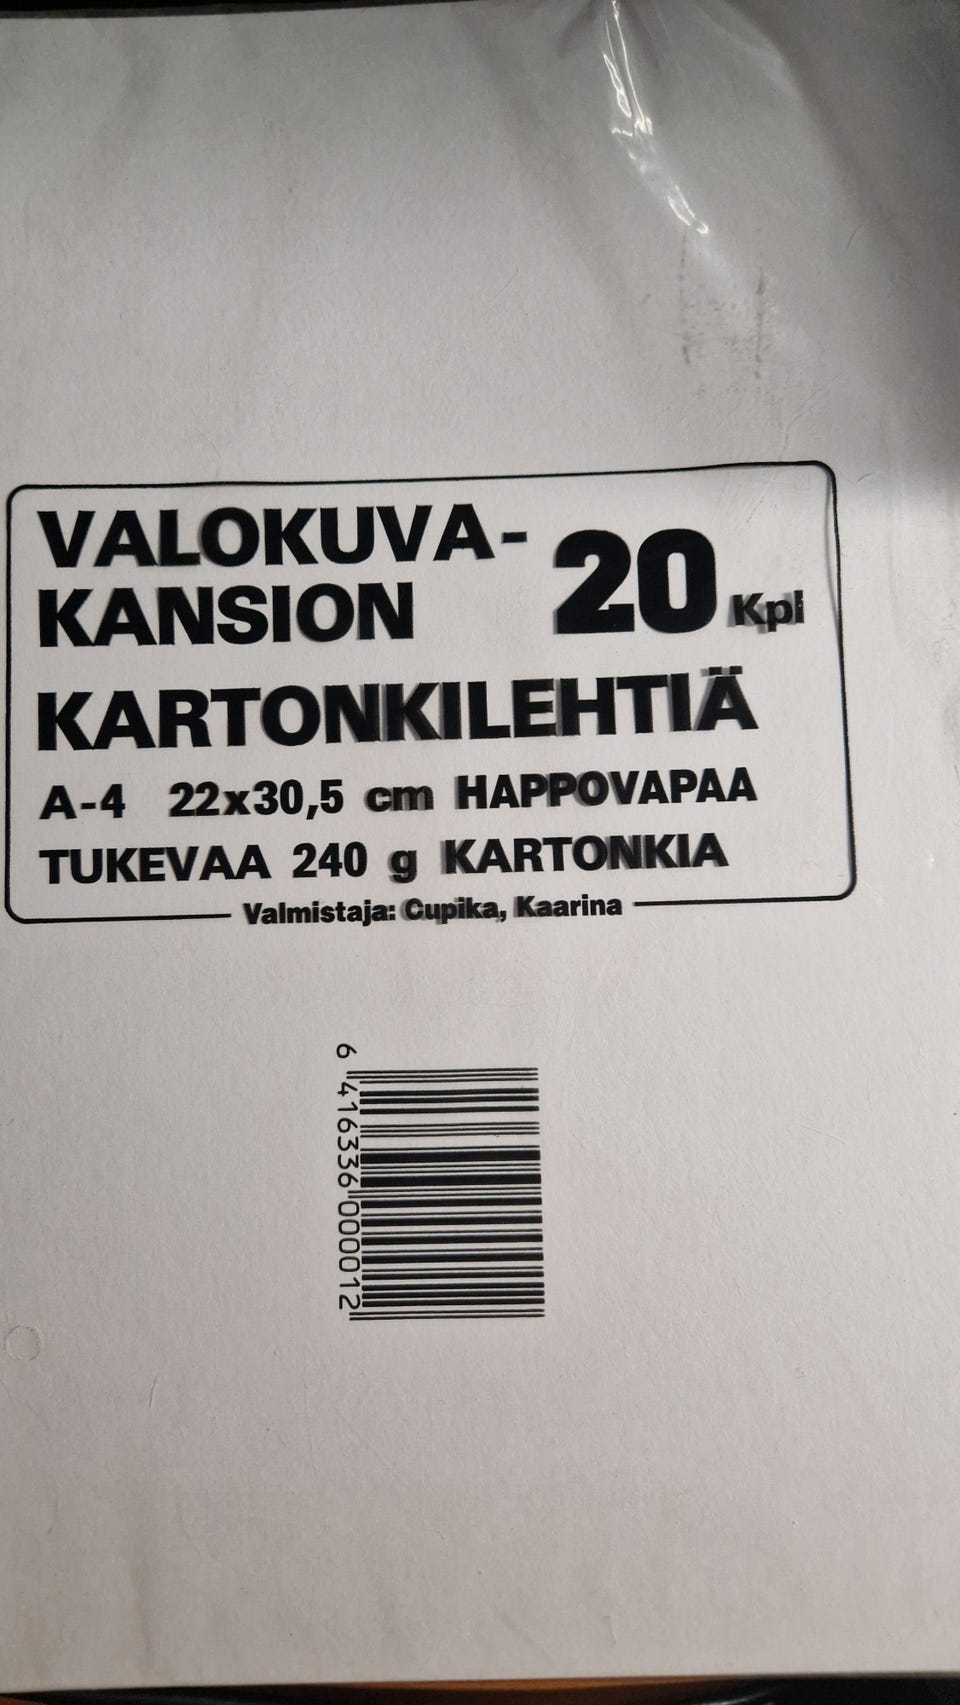 VALOKUVA-
KANSION
20 Kpl
KARTONKILEHTIÄ
A-4 22x30,5 cm HAPPOVAPAA
TUKEVAA 240 g KARTONKIA
Valmistaja: Cupika, Kaarina
6 416336 000012